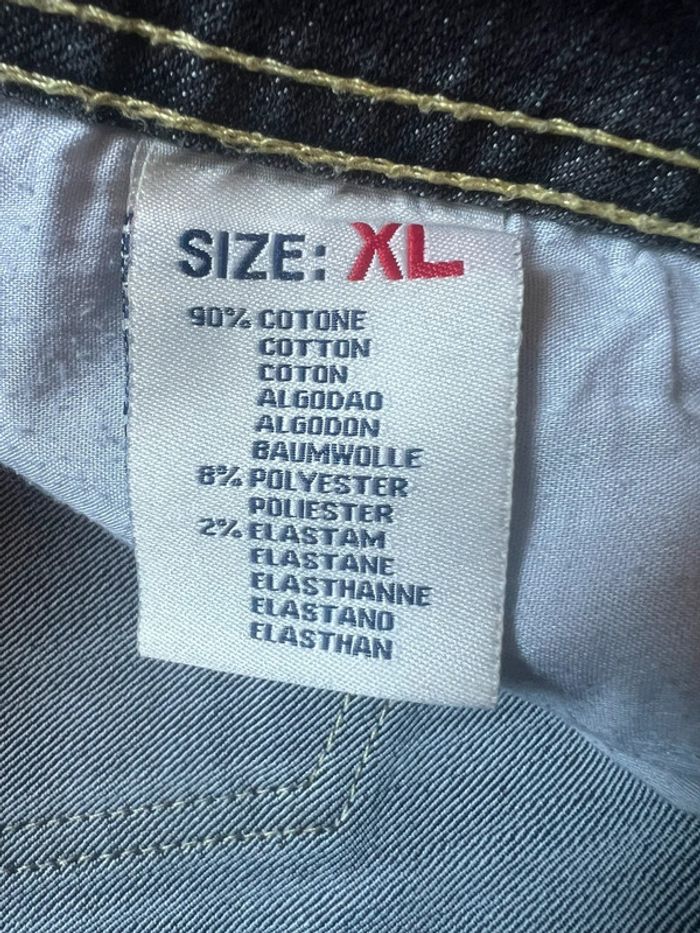 SIZE: XL
90% COTONE
COTTON
COTON
ALGODAO
ALGODON
BAUMWOLLE
8% POLYESTER
POLIESTER
2% ELASTAM
ELASTANE
ELASTHANNE
ELASTANO
ELASTHAN